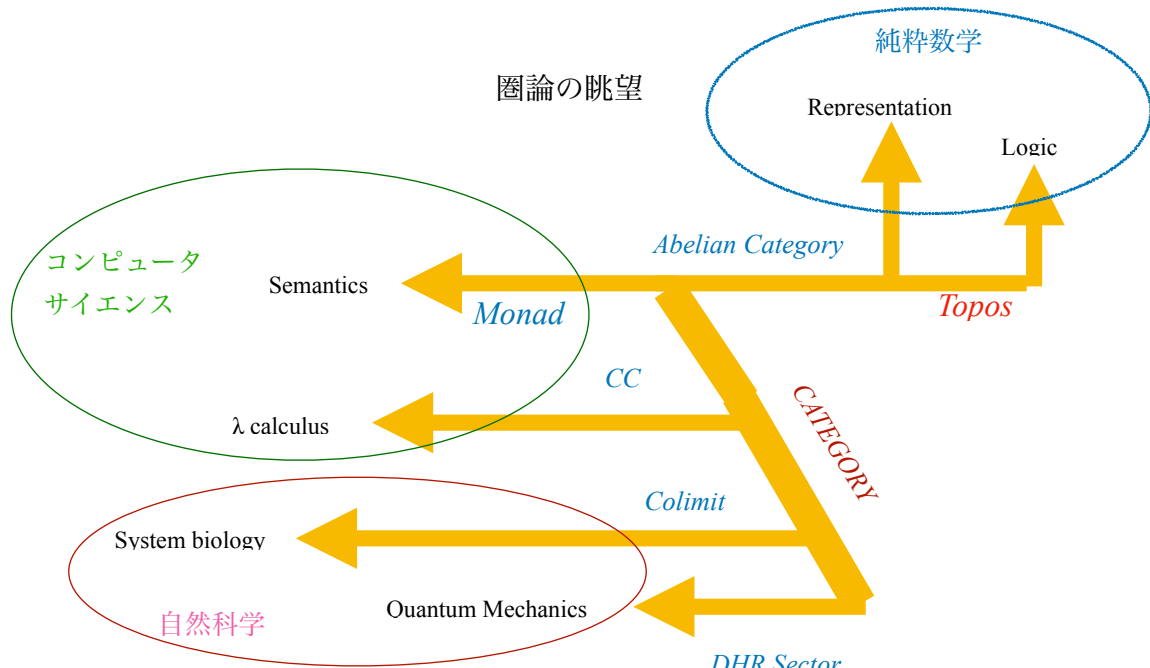 純粋数学
圏論の眺望
Representation
Logic
Abelian Category
コンピュータ
サイエンス
Semantics
Monad
Topos
CC
CATEGORY
λ calculus
Colimit
System biology
Quantum Mechanics
自然科学
DHR Sector